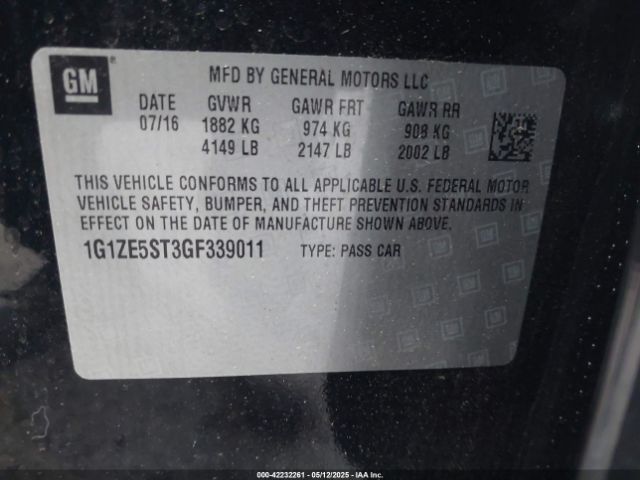 GM
MFD BY GENERAL MOTORS LLC
DATE GVWR GAWR FRT GAWR RR
07/16 1882 KG 974 KG 908 KG
4149 LB 2147 LB 2002 LB
THIS VEHICLE CONFORMS TO ALL APPLICABLE U.S. FEDERAL MOTOR
VEHICLE SAFETY, BUMPER, AND THEFT PREVENTION STANDARDS IN
EFFECT ON THE DATE OF MANUFACTURE SHOWN ABOVE.
1G1ZE5ST3GF339011 TYPE: PASS CAR
000-42232261 - 05/12/2025 - IAA Inc.